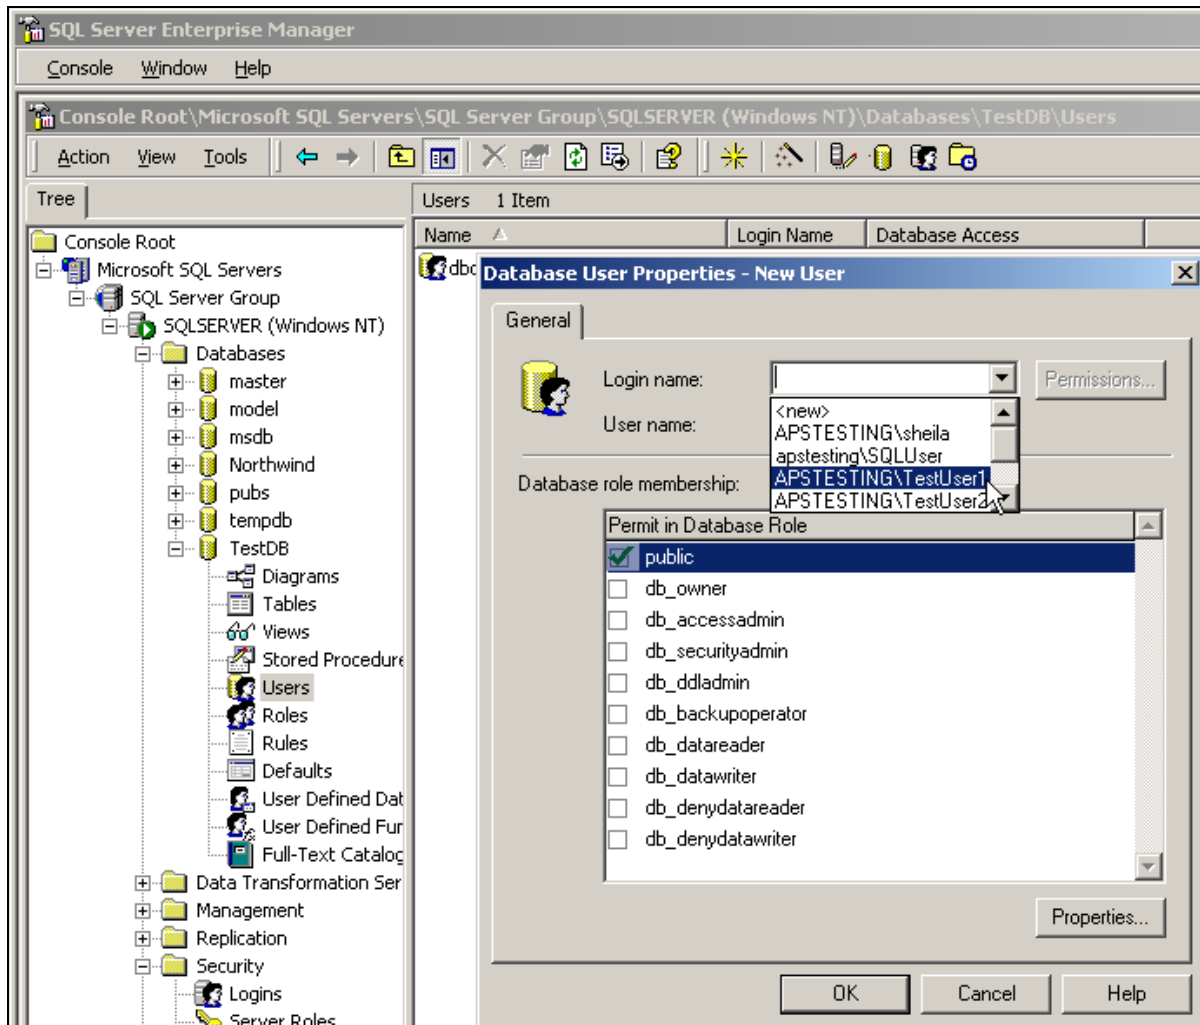 SQL Server Enterprise Manager
Console Window Help
Console Root\Microsoft SQL Servers\SQL Server Group\SQLSERVER (Windows NT)\Databases\TestDB\Users
Action View Tools
Tree
Users 1 Item
Name Login Name Database Access
Console Root
Microsoft SQL Servers
SQL Server Group
SQLSERVER (Windows NT)
Databases
master
model
msdb
Northwind
pubs
tempdb
TestDB
Diagrams
Tables
Views
Stored Procedure
Users
Roles
Rules
Defaults
User Defined Dat
User Defined Fun
Full-Text Catalog
Data Transformation Ser
Management
Replication
Security
Logins
Server Roles
dbo
Database User Properties - New User
General
Login name:
Permissions...
<new>
APSTESTING\sheila
apstesting\SQLUser
APSTESTING\TestUser1
APSTESTING\TestUser2
User name:
Database role membership:
Permit in Database Role
public
db_owner
db_accessadmin
db_securityadmin
db_ddladmin
db_backupoperator
db_datareader
db_datawriter
db_denydatareader
db_denydatawriter
Properties...
OK Cancel Help